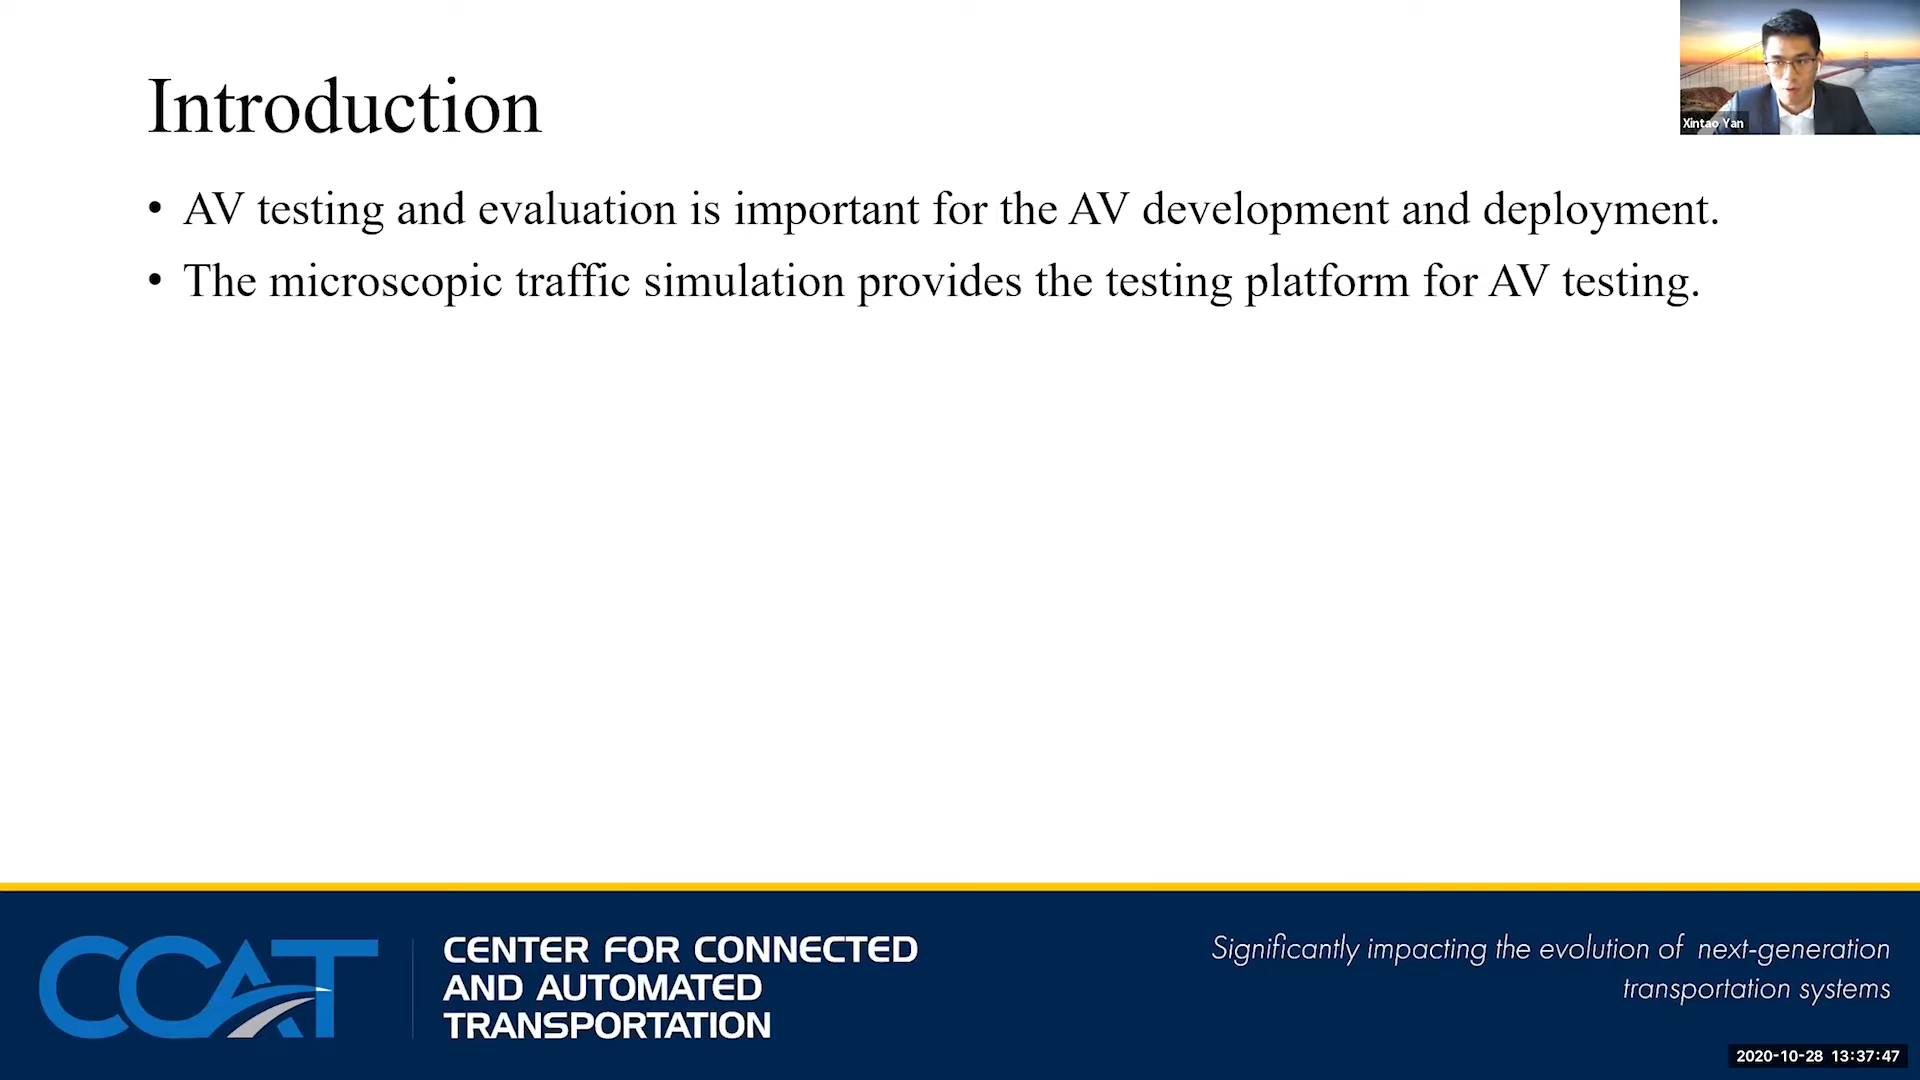 Introduction
• AV testing and evaluation is important for the AV development and deployment.
• The microscopic traffic simulation provides the testing platform for AV testing.
Xintao Yan
CCAT
CENTER FOR CONNECTED
AND AUTOMATED
TRANSPORTATION
Significantly impacting the evolution of next-generation
transportation systems
2020-10-28 13:37:47